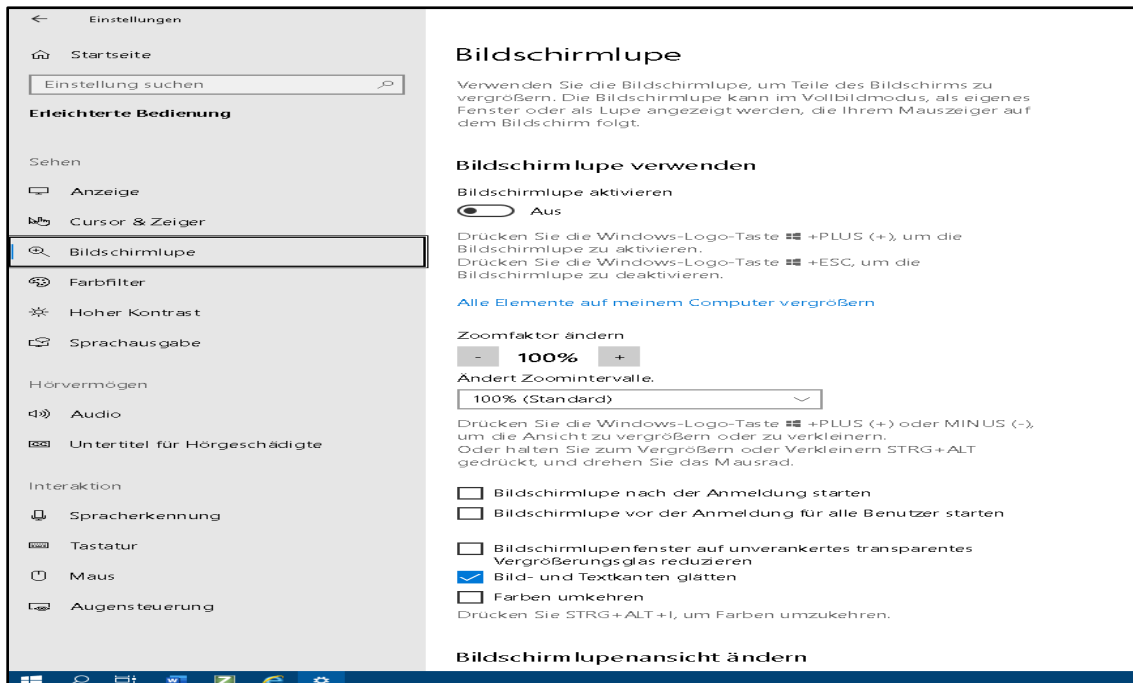 Einstellungen
Startseite
Einstellung suchen
Erleichterte Bedienung
Sehen
Anzeige
Cursor & Zeiger
Bildschirmlupe
Farbfilter
Hoher Kontrast
Sprachausgabe
Hörvermögen
Audio
Untertitel für Hörgeschädigte
Interaktion
Spracherkennung
Tastatur
Maus
Augensteuerung
Bildschirmlupe
Verwenden Sie die Bildschirmlupe, um Teile des Bildschirms zu
vergrößern. Die Bildschirmlupe kann im Vollbildmodus, als eigenes
Fenster oder als Lupe angezeigt werden, die Ihrem Mauszeiger auf
dem Bildschirm folgt.
Bildschirmlupe verwenden
Bildschirmlupe aktivieren
Aus
Drücken Sie die Windows-Logo-Taste +PLUS (+), um die
Bildschirmlupe zu aktivieren.
Drücken Sie die Windows-Logo-Taste +ESC, um die
Bildschirmlupe zu deaktivieren.
Alle Elemente auf meinem Computer vergrößern
Zoomfaktor ändern
- 100% +
Ändert Zoomintervalle.
100% (Standard)
Drücken Sie die Windows-Logo-Taste +PLUS (+) oder MINUS (-),
um die Ansicht zu vergrößern oder zu verkleinern.
Oder halten Sie zum Vergrößern oder Verkleinern STRG+ALT
gedrückt, und drehen Sie das Mausrad.
Bildschirmlupe nach der Anmeldung starten
Bildschirmlupe vor der Anmeldung für alle Benutzer starten
Bildschirmlupenfenster auf unverankertes transparentes
Vergrößerungsglas reduzieren
Bild- und Textkanten glätten
Farben umkehren
Drücken Sie STRG+ALT+I, um Farben umzukehren.
Bildschirmlupenansicht ändern